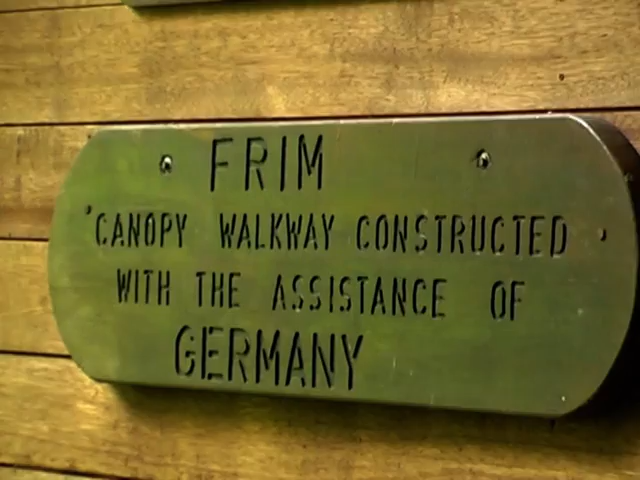 FRIM
'CANOPY WALKWAY CONSTRUCTED
WITH THE ASSISTANCE OF
GERMANY